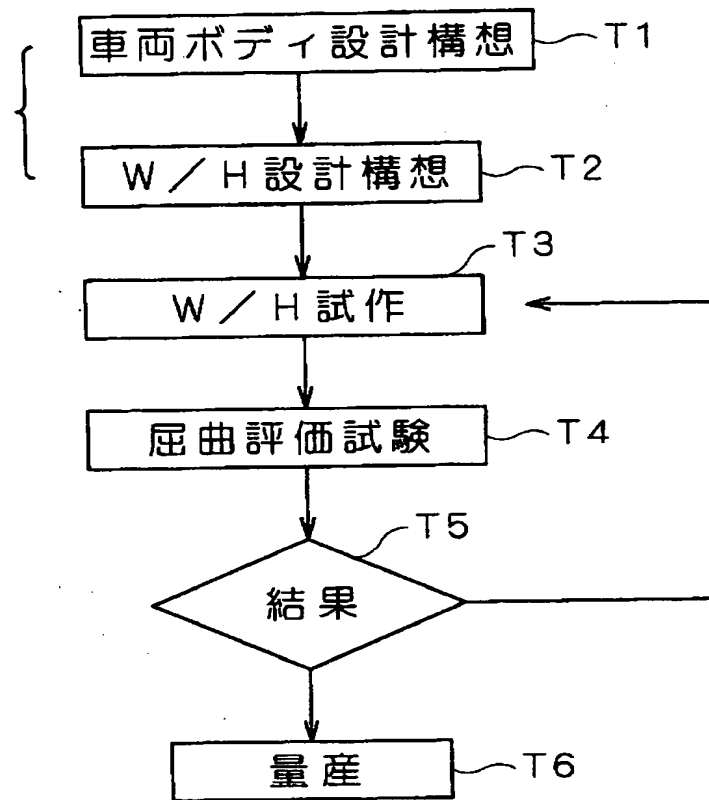 車両ボディ設計構想 T1
W/H設計構想 T2
T3
W/H試作
屈曲評価試験 T4
T5
結果
量産 T6